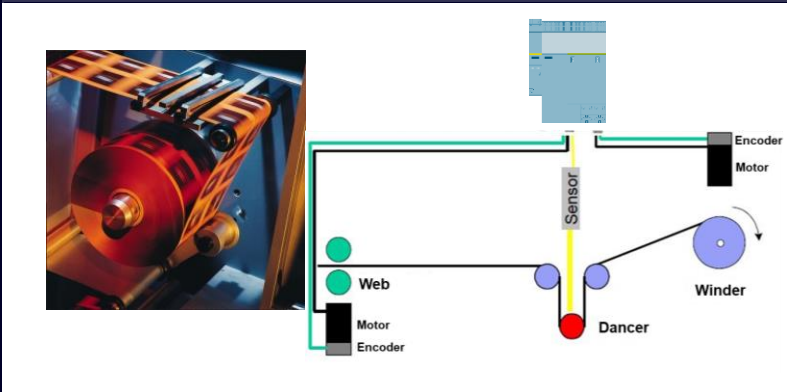 Encoder
Motor
Sensor
Web
Winder
Motor
Dancer
Encoder